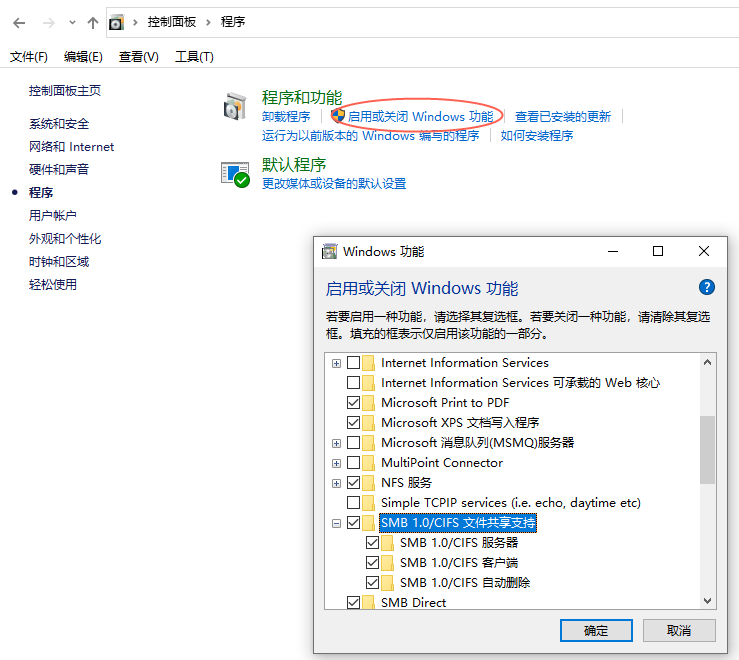 控制面板 程序
文件(F) 编辑(E) 查看(V) 工具(T)
控制面板主页
系统和安全
网络和 Internet
硬件和声音
程序
用户帐户
外观和个性化
时钟和区域
轻松使用
程序和功能
卸载程序 启用或关闭 Windows 功能 查看已安装的更新
运行为以前版本的 Windows 编写的程序 如何安装程序
默认程序
更改媒体或设备的默认设置
Windows 功能
启用或关闭 Windows 功能
若要启用一种功能，请选择其复选框。若要关闭一种功能，请清除其复选
框。填充的框表示仅启用该功能的一部分。
Internet Information Services
Internet Information Services 可承载的 Web 核心
Microsoft Print to PDF
Microsoft XPS 文档写入程序
Microsoft 消息队列(MSMQ)服务器
MultiPoint Connector
NFS 服务
Simple TCPIP services (i.e. echo, daytime etc)
SMB 1.0/CIFS 文件共享支持
SMB 1.0/CIFS 服务器
SMB 1.0/CIFS 客户端
SMB 1.0/CIFS 自动删除
SMB Direct
确定 取消